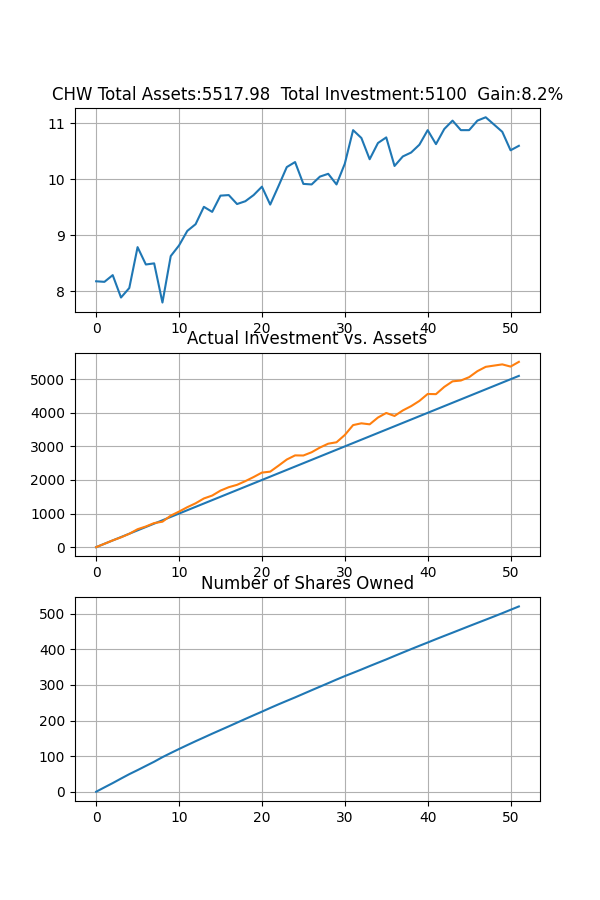 CHW Total Assets:5517.98  Total Investment:5100  Gain:8.2%
11
10
9
8
0 10 20 30 40 50
Actual Investment vs. Assets
5000
4000
3000
2000
1000
0
0 10 20 30 40 50
Number of Shares Owned
500
400
300
200
100
0
0 10 20 30 40 50